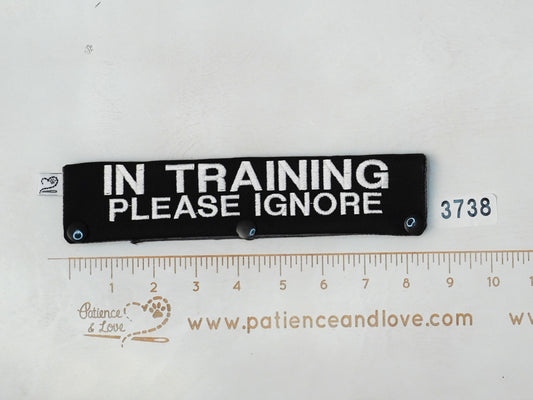 IN TRAINING
PLEASE IGNORE
3738
1 2 3 4 5 6 7 8 9 10
Patience
& Love
www.patienceandlove.com